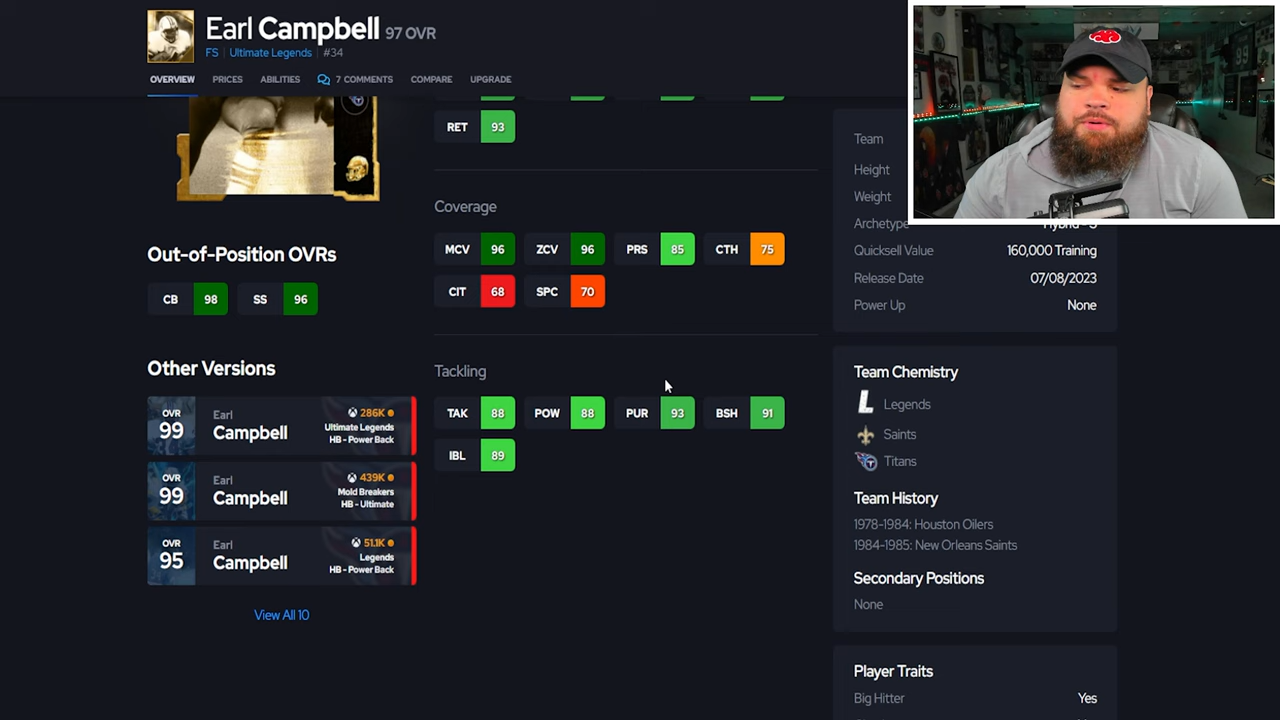 Earl Campbell 97 OVR
FS Ultimate Legends #34
OVERVIEW PRICES ABILITIES 7 COMMENTS COMPARE UPGRADE
RET 93
Coverage
MCV 96 ZCV 96 PRS 85 CTH 75
CIT 68 SPC 70
Tackling
TAK 88 POW 88 PUR 93 BSH 91
IBL 89
Out-of-Position OVRs
CB 98 SS 96
Other Versions
OVR 99 Earl Campbell 286K Ultimate Legends HB - Power Back
OVR 99 Earl Campbell 439K Mold Breakers HB - Ultimate
OVR 95 Earl Campbell 51.1K Legends HB - Power Back
View All 10
Team
Height
Weight
Archetype
Quicksell Value 160,000 Training
Release Date 07/08/2023
Power Up None
Team Chemistry
Legends
Saints
Titans
Team History
1978-1984: Houston Oilers
1984-1985: New Orleans Saints
Secondary Positions
None
Player Traits
Big Hitter Yes